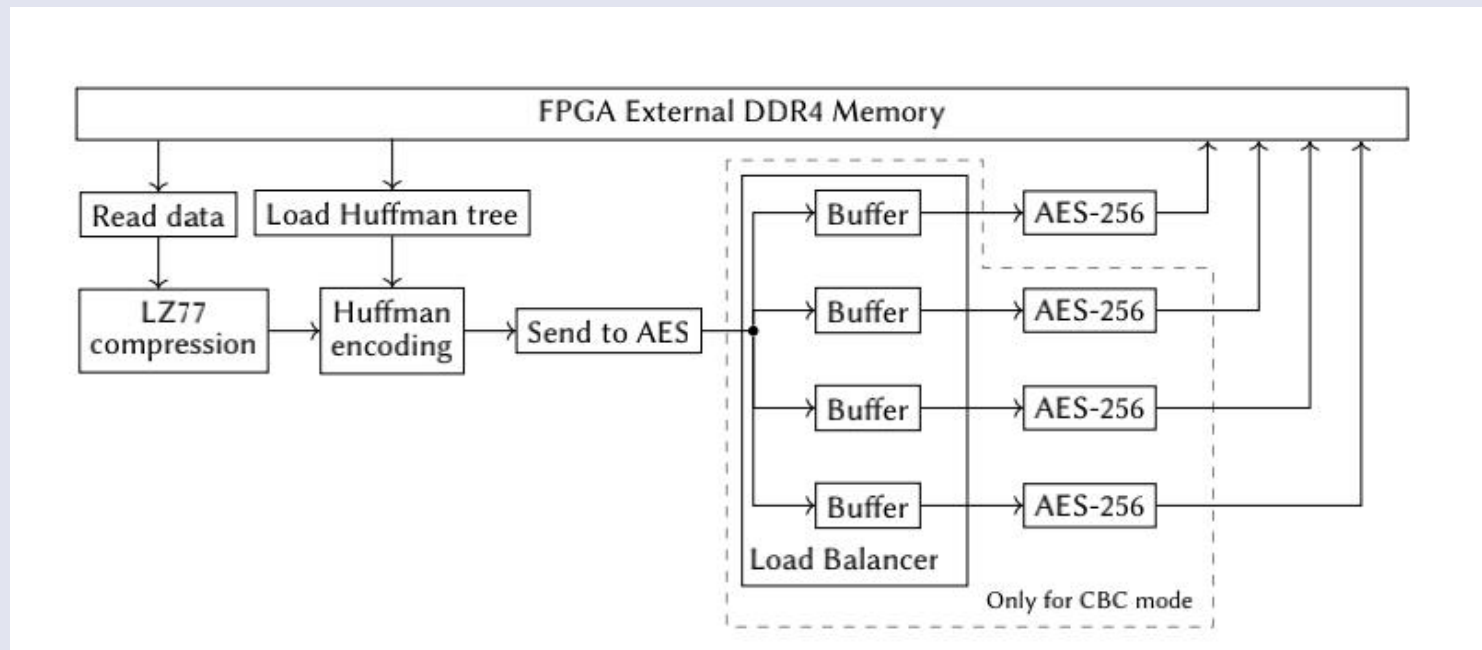 FPGA External DDR4 Memory
Read data
Load Huffman tree
Buffer
AES-256
LZ77
compression
Huffman
encoding
Send to AES
Buffer
AES-256
Buffer
AES-256
Buffer
AES-256
Load Balancer
Only for CBC mode